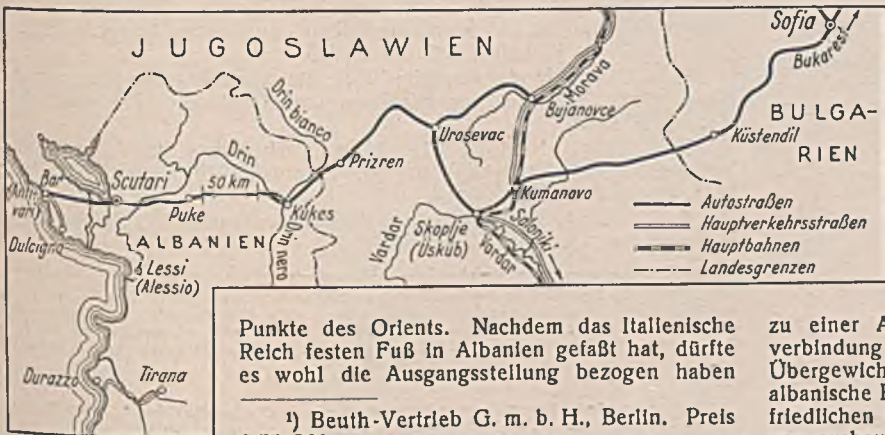 JUGOSLAWIEN
Sofia
Bukarest
BULGA-
RIEN
Morava
Bujanovce
Drin bianco
Urosevac
Küstendil
Drin
Prizren
Bar
(Anti-
vari)
Scutari
50 km
Kumanovo
Puke
Kukes
Skoplje
(Üsküb)
Saloniki
Vardar
Vardar
Dulcigno
ALBANIEN
Drin nero
Lessi
(Alessio)
Durazzo
Tirana
Autostraßen
Hauptverkehrsstraßen
Hauptbahnen
Landesgrenzen
Punkte des Orients. Nachdem das Italienische
Reich festen Fuß in Albanien gefaßt hat, dürfte
es wohl die Ausgangsstellung bezogen haben
¹) Beuth-Vertrieb G. m. b. H., Berlin. Preis
zu einer A
verbindung
Übergewich
albanische
friedlichen